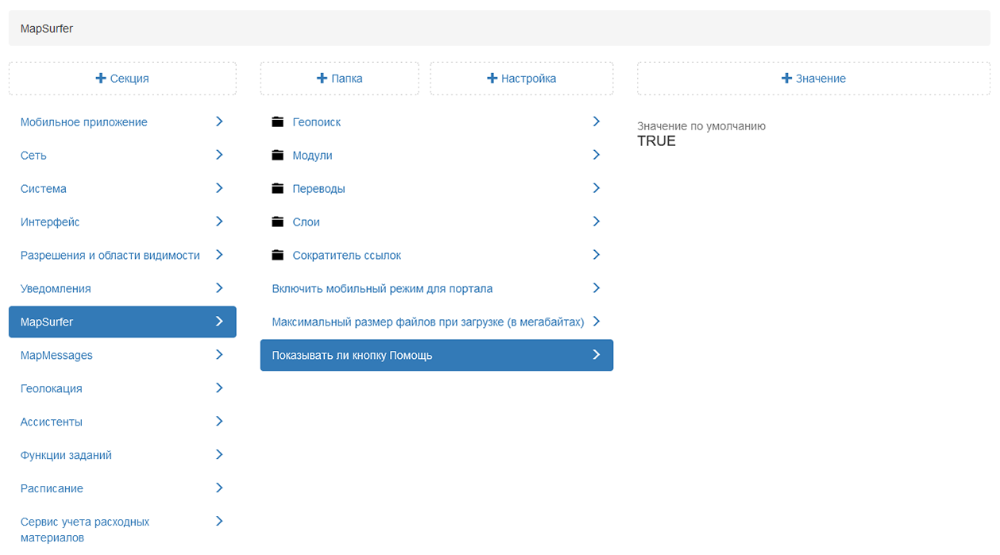 MapSurfer
Секция
Папка
Настройка
Значение
Мобильное приложение
Сеть
Система
Интерфейс
Разрешения и области видимости
Уведомления
MapSurfer
MapMessages
Геолокация
Ассистенты
Функции заданий
Расписание
Сервис учета расходных
материалов
Геопоиск
Модули
Переводы
Слои
Сократитель ссылок
Включить мобильный режим для портала
Максимальный размер файлов при загрузке (в мегабайтах)
Показывать ли кнопку Помощь
Значение по умолчанию
TRUE